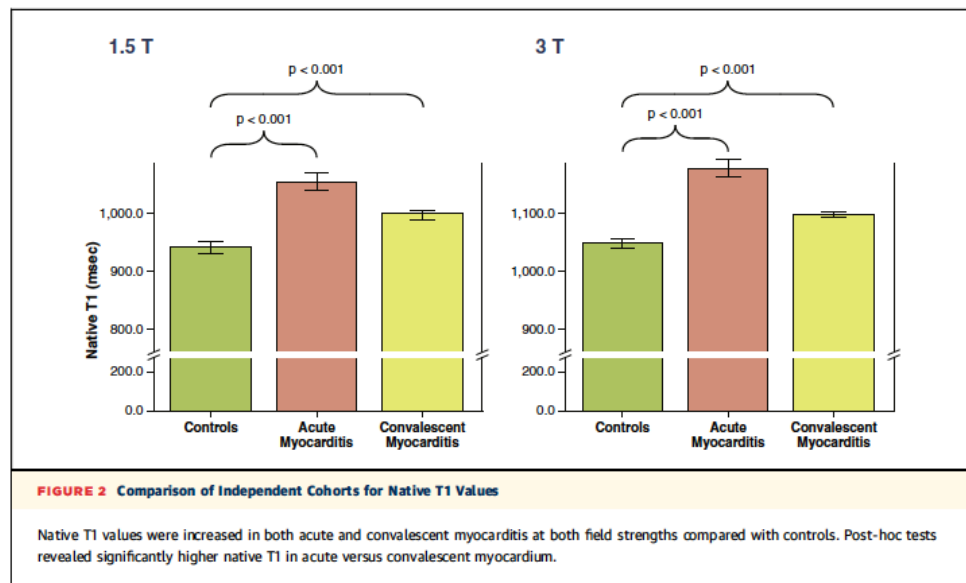 1.5 T
3 T
p < 0.001
p < 0.001
p < 0.001
p < 0.001
Native T1 (msec)
1,000.0
900.0
800.0
200.0
0.0
Controls
Acute
Myocarditis
Convalescent
Myocarditis
1,100.0
1,000.0
900.0
200.0
0.0
Controls
Acute
Myocarditis
Convalescent
Myocarditis
FIGURE 2 Comparison of Independent Cohorts for Native T1 Values
Native T1 values were increased in both acute and convalescent myocarditis at both field strengths compared with controls. Post-hoc tests
revealed significantly higher native T1 in acute versus convalescent myocardium.